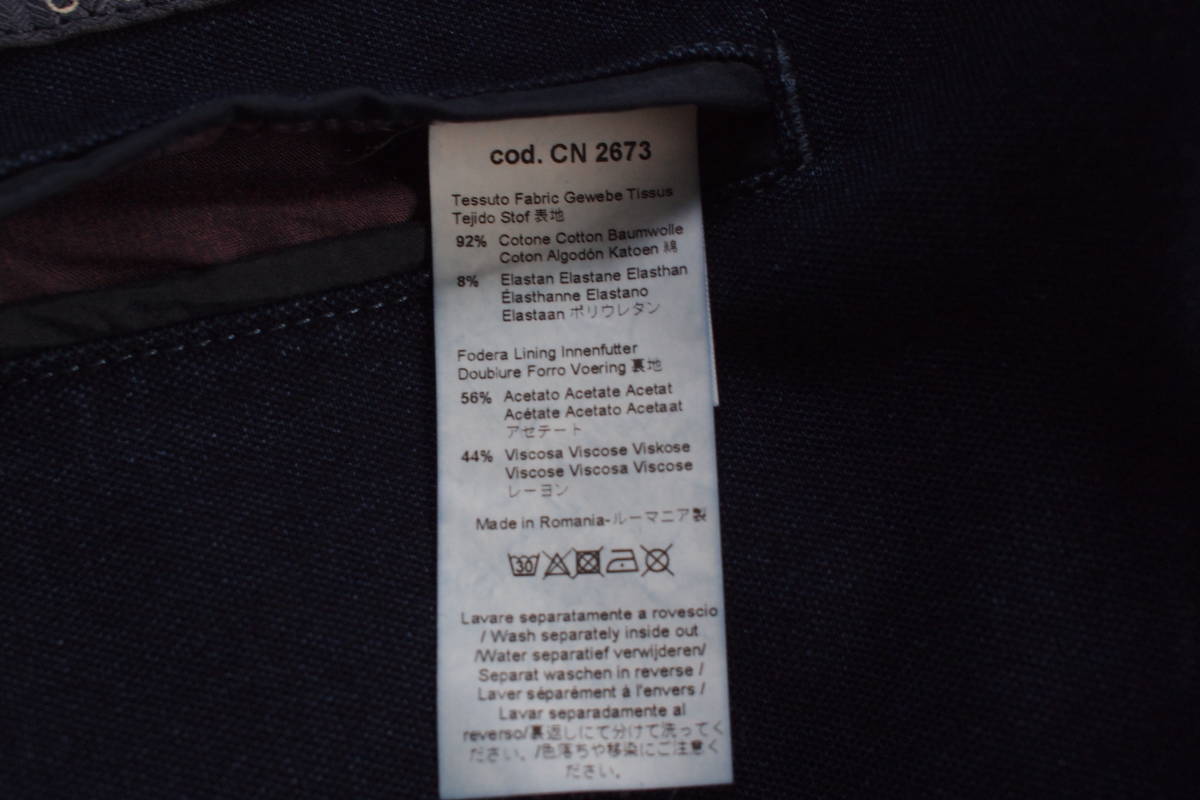 cod. CN 2673
Tessuto Fabric Gewebe Tissus
Tejido Stof 表地
92% Cotone Cotton Baumwolle
Coton Algodón Katoen 綿
8% Elastan Elastane Elasthan
Élasthanne Elastano
Elastaan ポリウレタン
Fodera Lining Innenfutter
Doublure Forro Voering 裏地
56% Acetato Acetate Acetat
Acétate Acetato Acetaat
アセテート
44% Viscosa Viscose Viskose
Viscose Viscosa Viscose
レーヨン
Made in Romania-ルーマニア製
30
Lavare separatamente a rovescio
/ Wash separately inside out
/Water separatief verwijderen/
Separat waschen in reverse /
Laver séparément à l'envers /
Lavar separadamente al
reverso/裏返しにて分けて洗ってく
ださい。/色落ちや移染にご注意く
ださい。